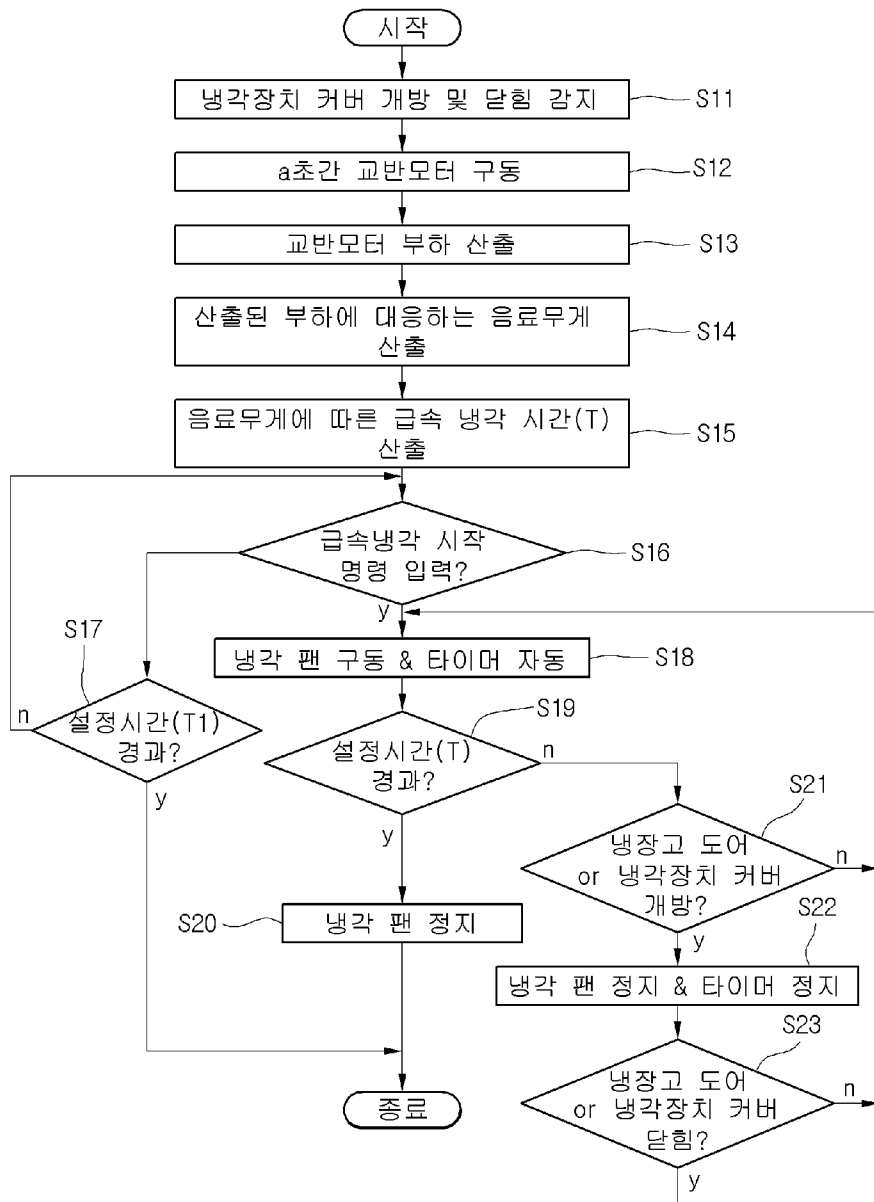 시작
냉각장치 커버 개방 및 닫힘 감지
S11
a초간 교반모터 구동
S12
교반모터 부하 산출
S13
산출된 부하에 대응하는 음료무게
산출
S14
음료무게에 따른 급속 냉각 시간(T)
산출
S15
급속냉각 시작
명령 입력?
S16
y
S17
n
설정시간(T1)
경과?
y
냉각 팬 구동 & 타이머 작동
S18
설정시간(T)
경과?
S19
n
y
S20
냉각 팬 정지
S21
냉장고 도어
or 냉각장치 커버
개방?
n
y
S22
냉각 팬 정지 & 타이머 정지
S23
냉장고 도어
or 냉각장치 커버
닫힘?
n
y
종료